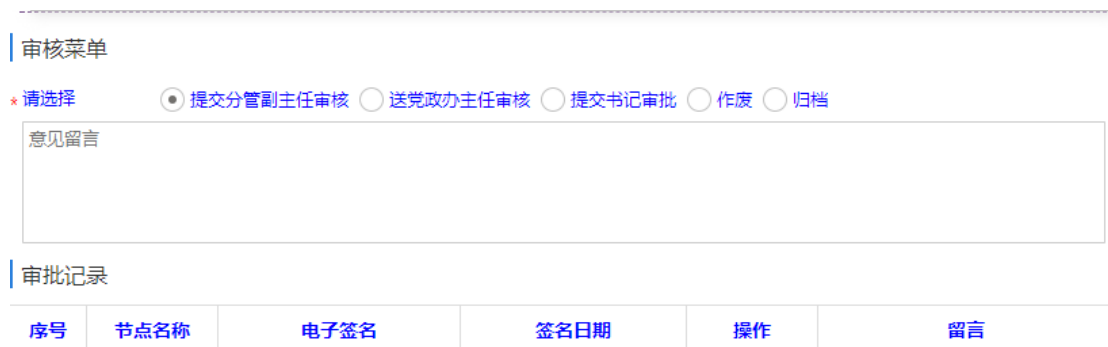 审核菜单
* 请选择 提交分管副主任审核 送党政办主任审核 提交书记审批 作废 归档
意见留言
审批记录
序号 节点名称 电子签名 签名日期 操作 留言